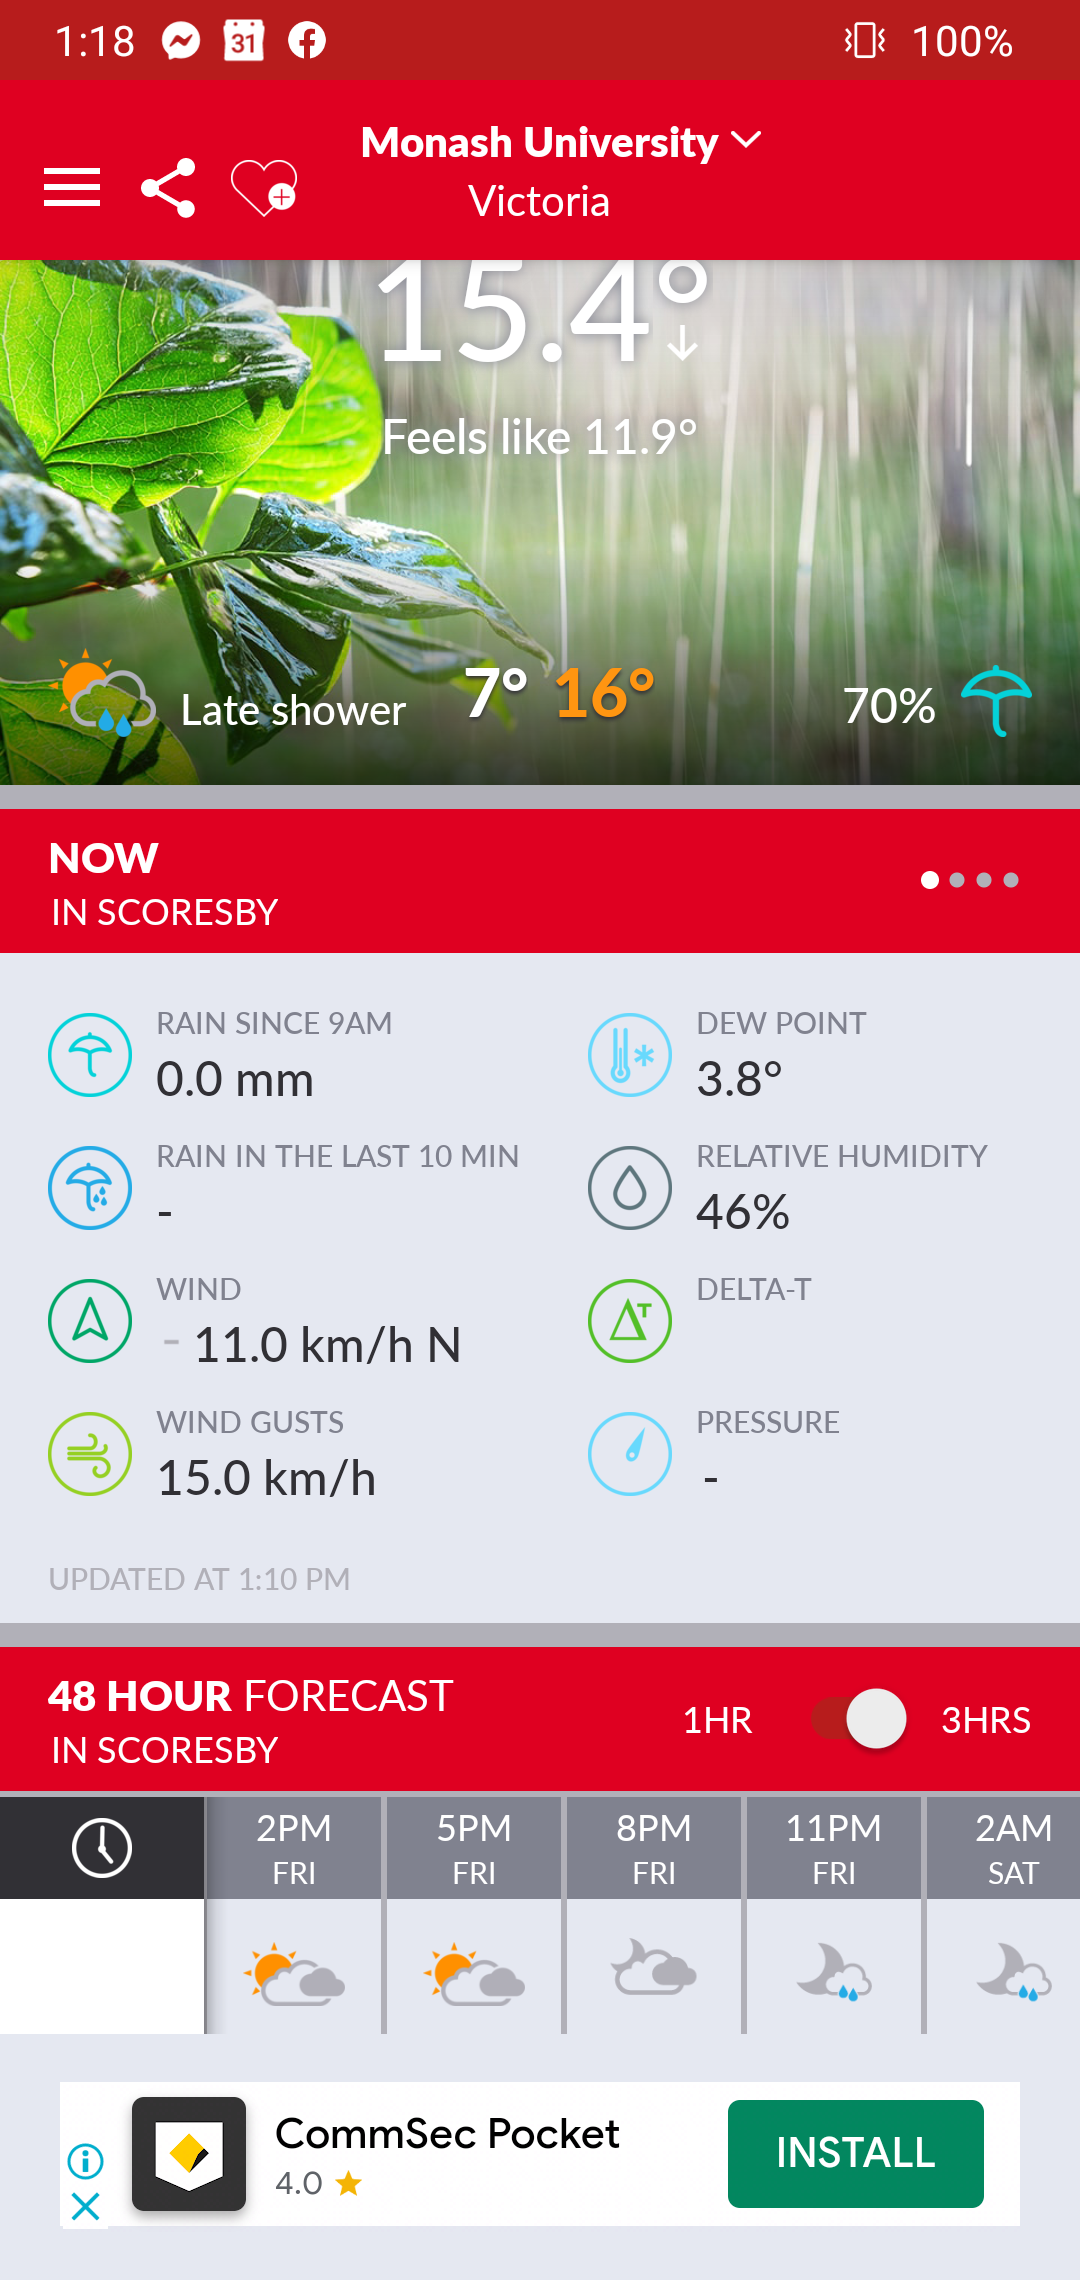 1:18 31 100%
Monash University
Victoria
15.4°
Feels like 11.9°
Late shower 7° 16° 70%
NOW
IN SCORESBY
RAIN SINCE 9AM
0.0 mm
DEW POINT
3.8°
RAIN IN THE LAST 10 MIN
-
RELATIVE HUMIDITY
46%
WIND
- 11.0 km/h N
DELTA-T
WIND GUSTS
15.0 km/h
PRESSURE
-
UPDATED AT 1:10 PM
48 HOUR FORECAST
IN SCORESBY
1HR 3HRS
2PM 5PM 8PM 11PM 2AM
FRI FRI FRI FRI SAT
CommSec Pocket
4.0
INSTALL